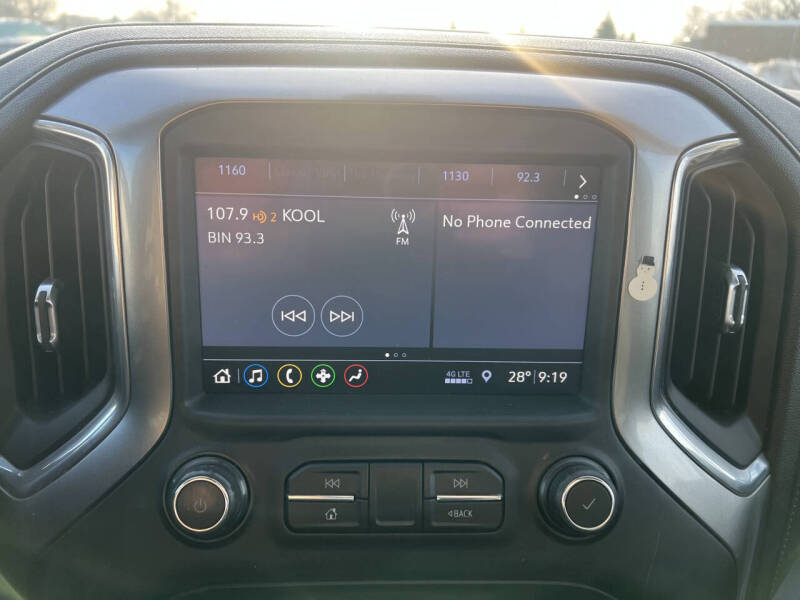 1160 1130 92.3
107.9 HD 2 KOOL
BIN 93.3
FM
No Phone Connected
4G LTE
28° 9:19
BACK